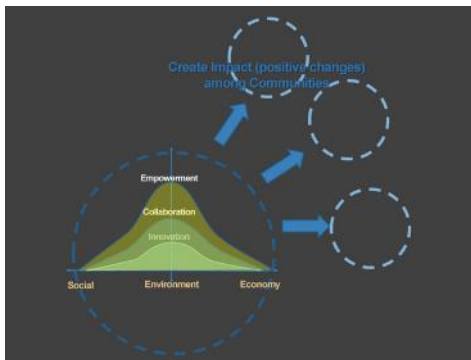 Create Impact (positive changes)
among Communities
Empowerment
Collaboration
Innovation
Social Environment Economy